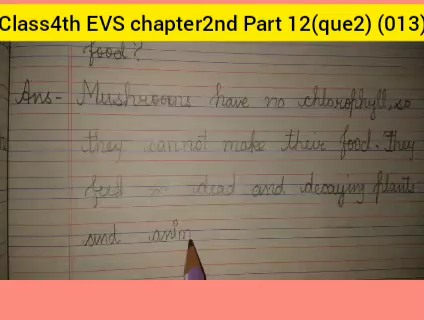 Class4th EVS chapter2nd Part 12(que2) (013)
food?
Ans- Mushrooms have no chlorophyll, so
they cannot make their food. They
feed on dead and decaying plants
and anim